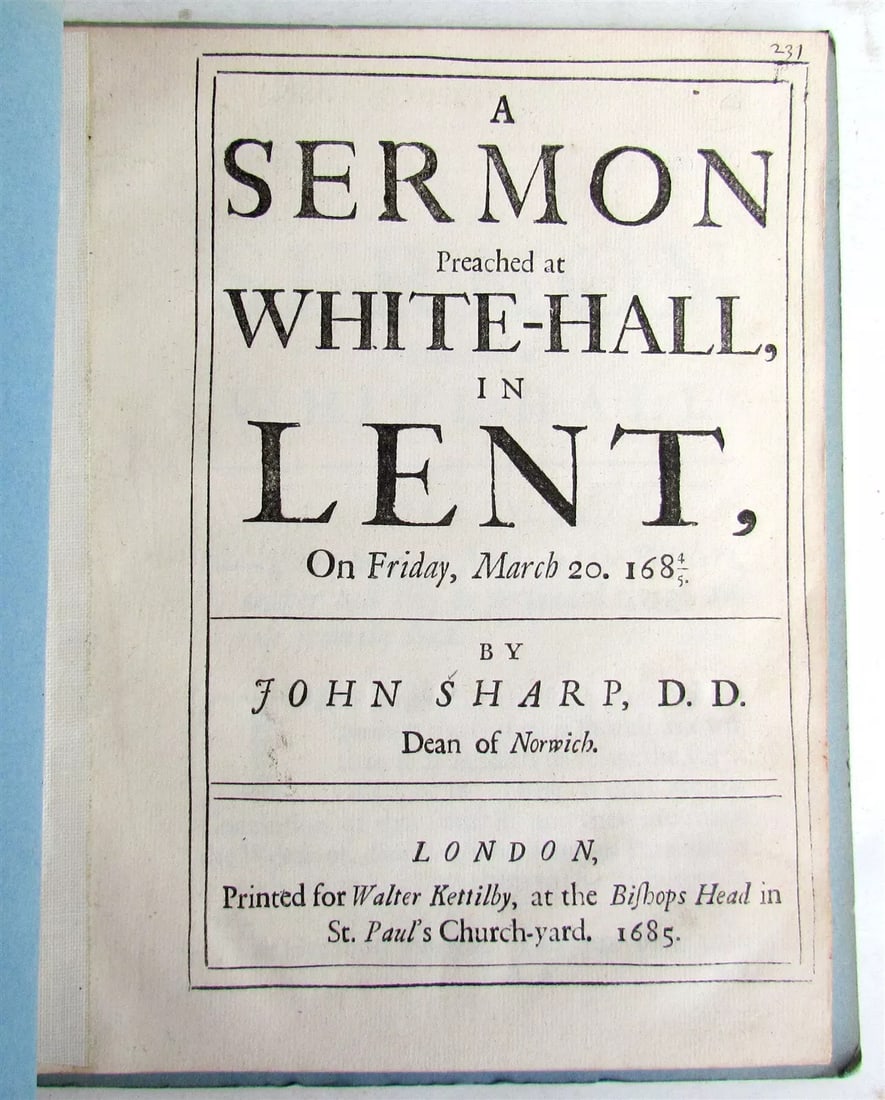 231
A
SERMON
Preached at
WHITE-HALL,
IN
LENT,
On Friday, March 20. 168⅘.
BY
JOHN SHARP, D. D.
Dean of Norwich.
LONDON,
Printed for Walter Kettilby, at the Biſhops Head in
St. Paul's Church-yard. 1685.